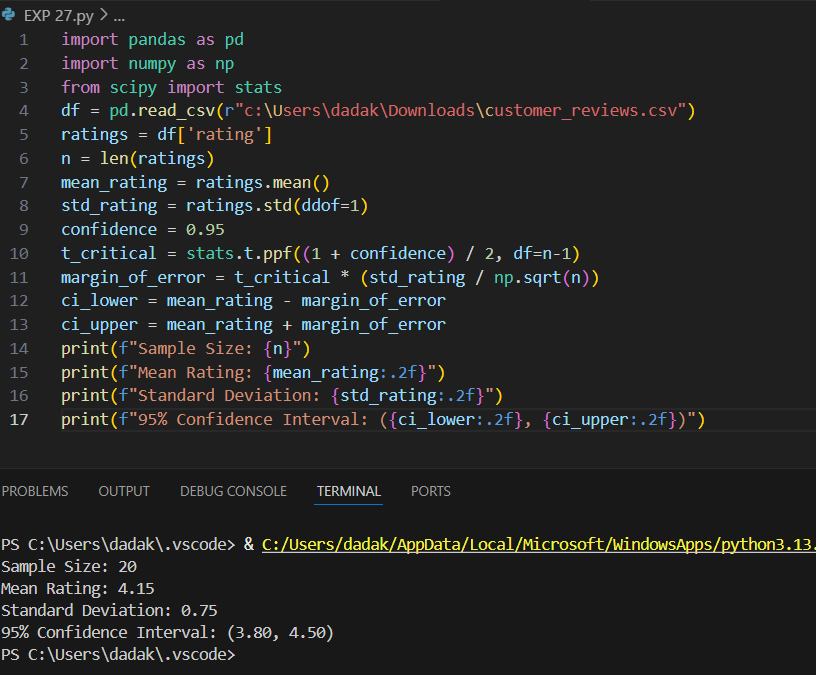 EXP 27.py > ...
1 import pandas as pd
2 import numpy as np
3 from scipy import stats
4 df = pd.read_csv(r"c:\Users\dadak\Downloads\customer_reviews.csv")
5 ratings = df['rating']
6 n = len(ratings)
7 mean_rating = ratings.mean()
8 std_rating = ratings.std(ddof=1)
9 confidence = 0.95
10 t_critical = stats.t.ppf((1 + confidence) / 2, df=n-1)
11 margin_of_error = t_critical * (std_rating / np.sqrt(n))
12 ci_lower = mean_rating - margin_of_error
13 ci_upper = mean_rating + margin_of_error
14 print(f"Sample Size: {n}")
15 print(f"Mean Rating: {mean_rating:.2f}")
16 print(f"Standard Deviation: {std_rating:.2f}")
17 print(f"95% Confidence Interval: ({ci_lower:.2f}, {ci_upper:.2f})")
PROBLEMS OUTPUT DEBUG CONSOLE TERMINAL PORTS
PS C:\Users\dadak\.vscode> & C:/Users/dadak/AppData/Local/Microsoft/WindowsApps/python3.13.
Sample Size: 20
Mean Rating: 4.15
Standard Deviation: 0.75
95% Confidence Interval: (3.80, 4.50)
PS C:\Users\dadak\.vscode>